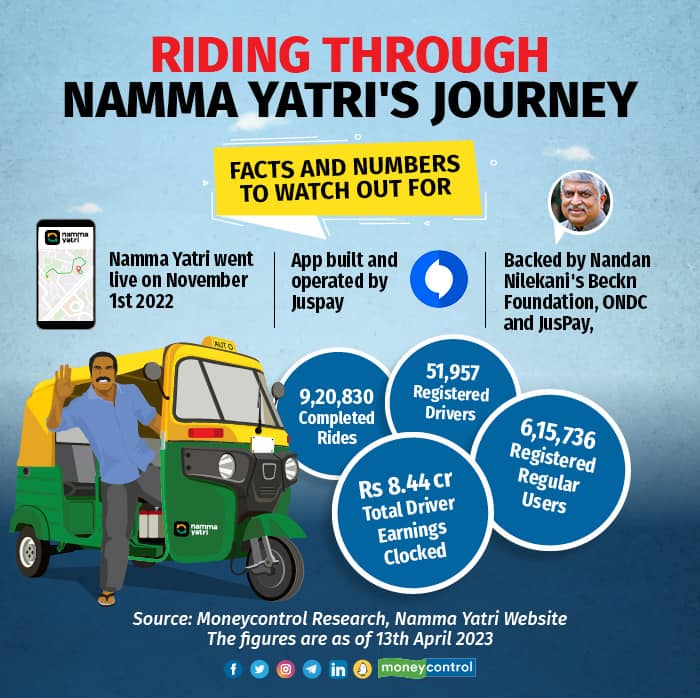 RIDING THROUGH
NAMMA YATRI'S JOURNEY
FACTS AND NUMBERS
TO WATCH OUT FOR
namma
yatri
Namma Yatri went
live on November
1st 2022
App built and
operated by
Juspay
Backed by Nandan
Nilekani's Beckn
Foundation, ONDC
and JusPay,
AUTO
9,20,830
Completed
Rides
51,957
Registered
Drivers
6,15,736
Registered
Regular
Users
Rs 8.44 cr
Total Driver
Earnings
Clocked
namma
yatri
Source: Moneycontrol Research, Namma Yatri Website
The figures are as of 13th April 2023
moneycontrol